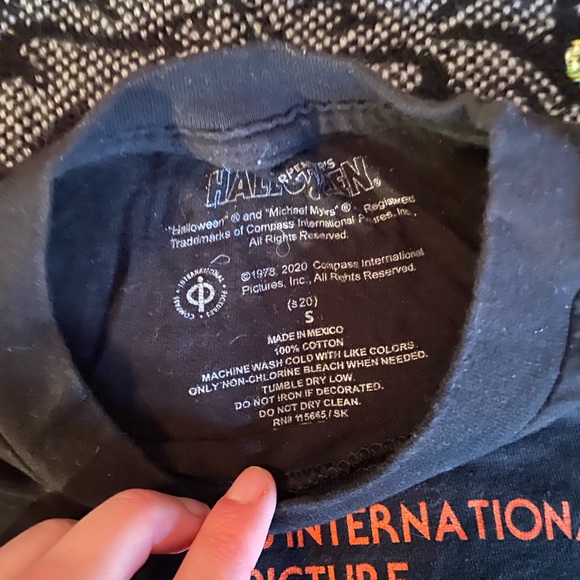 HALLOWEEN®
"Halloween" ® and "Michael Myers" ® Registered
Trademarks of Compass International Pictures, Inc.,
All Rights Reserved.
COMPASS INTERNATIONAL PICTURES
©1978, 2020 Compass International
Pictures, Inc., All Rights Reserved.
(s20)
S
MADE IN MEXICO
100% COTTON
MACHINE WASH COLD WITH LIKE COLORS.
ONLY NON-CHLORINE BLEACH WHEN NEEDED.
TUMBLE DRY LOW.
DO NOT IRON IF DECORATED.
DO NOT DRY CLEAN.
RN# 115665 / SK
INTERNATIONA
PICTURE